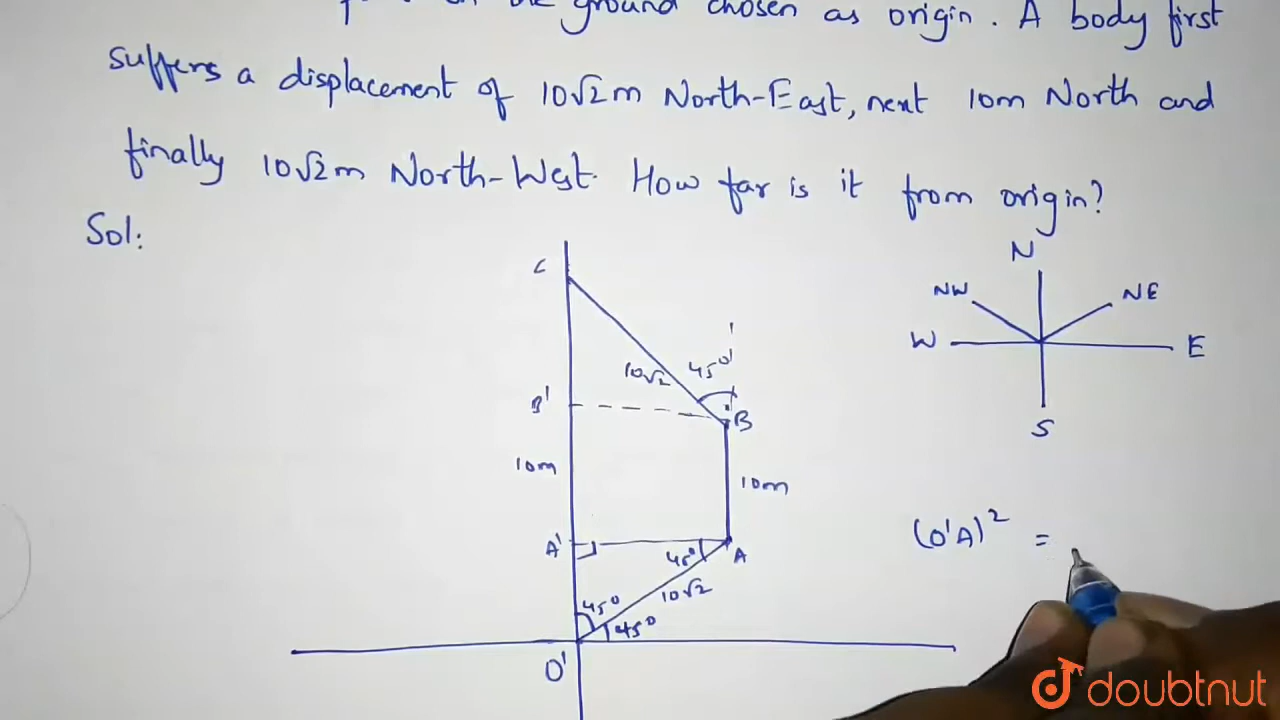 ground chosen as origin. A body first
suffers a displacement of 10√2m North-East, next 10m North and
finally 10√2m North-West. How far is it from origin?
Sol:
N
C
NW
NE
W
E
45°
10√2
B'
B
S
10m
10m
(O'A)² =
A'
45°
A
10√2
45°
45°
O'
doubtnut